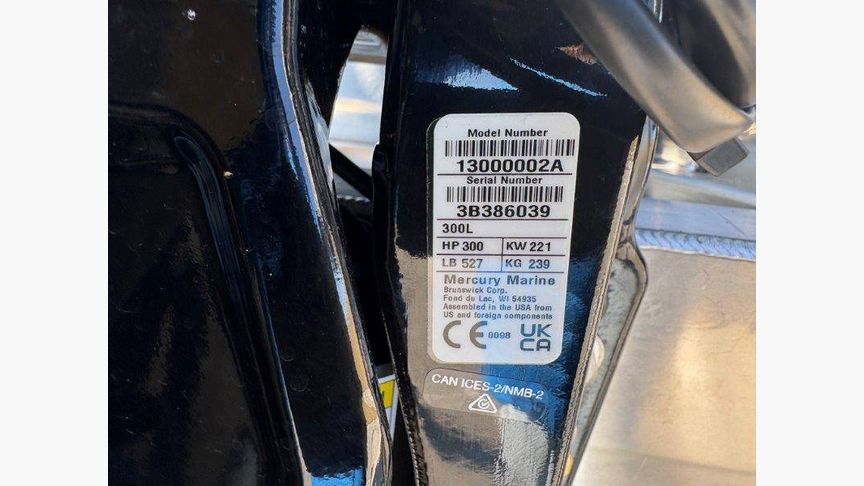 Model Number
13000002A
Serial Number
3B386039
300L
HP 300 KW 221
LB 527 KG 239
Mercury Marine
Brunswick Corp.
Fond du Lac, WI 54935
Assembled in the USA from
US and foreign components
CE 0098 UK
CA
CAN ICES-2/NMB-2